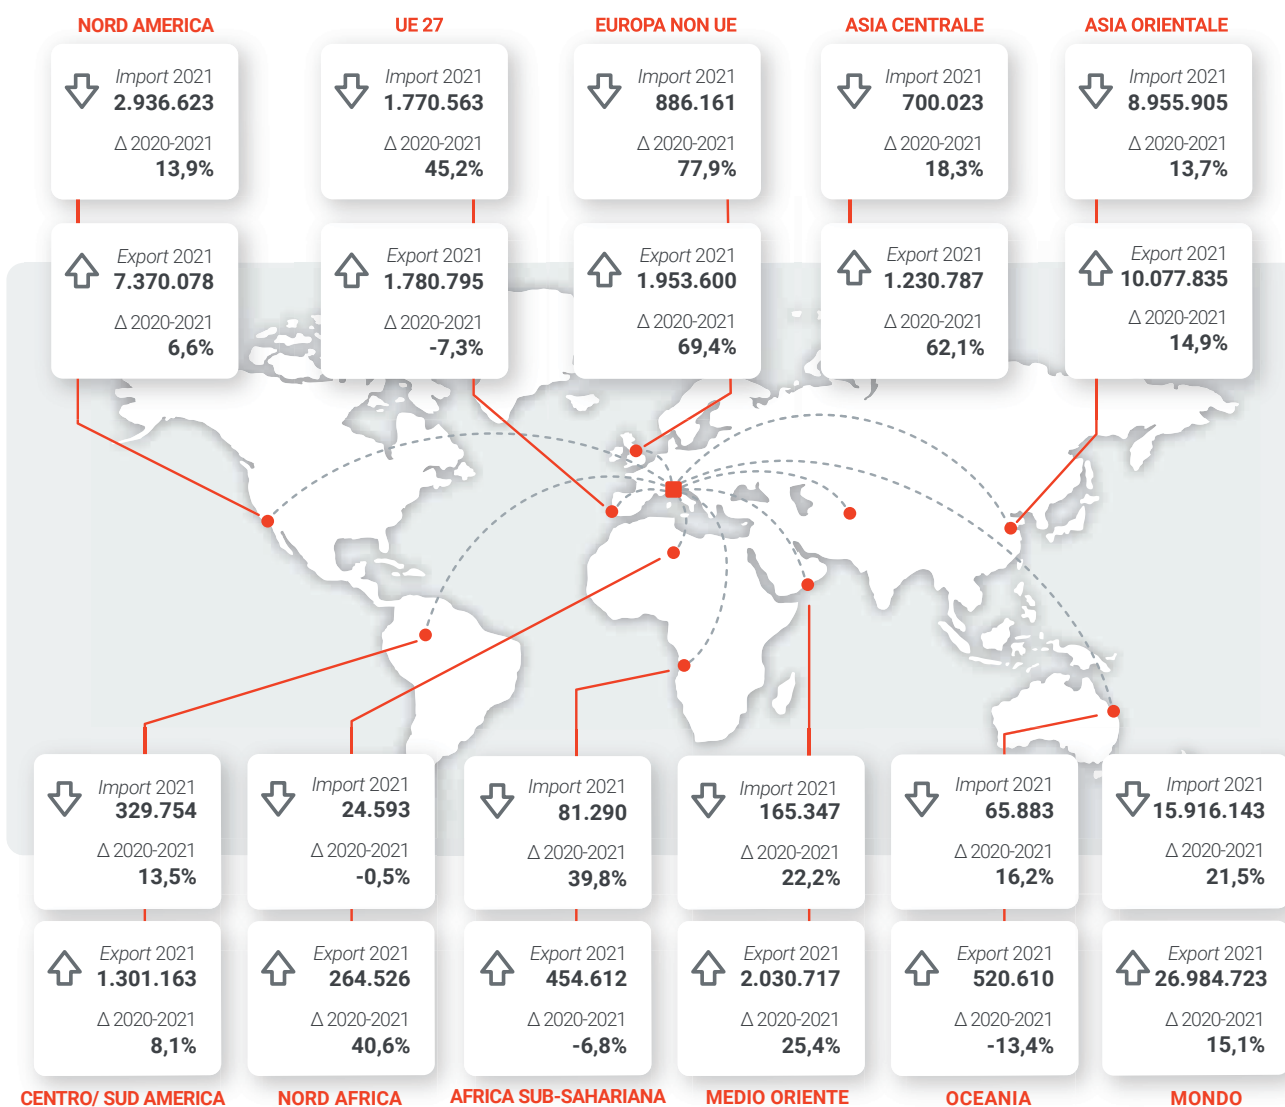 NORD AMERICA
Import 2021
2.936.623
Δ 2020-2021
13,9%
Export 2021
7.370.078
Δ 2020-2021
6,6%
UE 27
Import 2021
1.770.563
Δ 2020-2021
45,2%
Export 2021
1.780.795
Δ 2020-2021
-7,3%
EUROPA NON UE
Import 2021
886.161
Δ 2020-2021
77,9%
Export 2021
1.953.600
Δ 2020-2021
69,4%
ASIA CENTRALE
Import 2021
700.023
Δ 2020-2021
18,3%
Export 2021
1.230.787
Δ 2020-2021
62,1%
ASIA ORIENTALE
Import 2021
8.955.905
Δ 2020-2021
13,7%
Export 2021
10.077.835
Δ 2020-2021
14,9%
Import 2021
329.754
Δ 2020-2021
13,5%
Export 2021
1.301.163
Δ 2020-2021
8,1%
CENTRO/ SUD AMERICA
Import 2021
24.593
Δ 2020-2021
-0,5%
Export 2021
264.526
Δ 2020-2021
40,6%
NORD AFRICA
Import 2021
81.290
Δ 2020-2021
39,8%
Export 2021
454.612
Δ 2020-2021
-6,8%
AFRICA SUB-SAHARIANA
Import 2021
165.347
Δ 2020-2021
22,2%
Export 2021
2.030.717
Δ 2020-2021
25,4%
MEDIO ORIENTE
Import 2021
65.883
Δ 2020-2021
16,2%
Export 2021
520.610
Δ 2020-2021
-13,4%
OCEANIA
Import 2021
15.916.143
Δ 2020-2021
21,5%
Export 2021
26.984.723
Δ 2020-2021
15,1%
MONDO